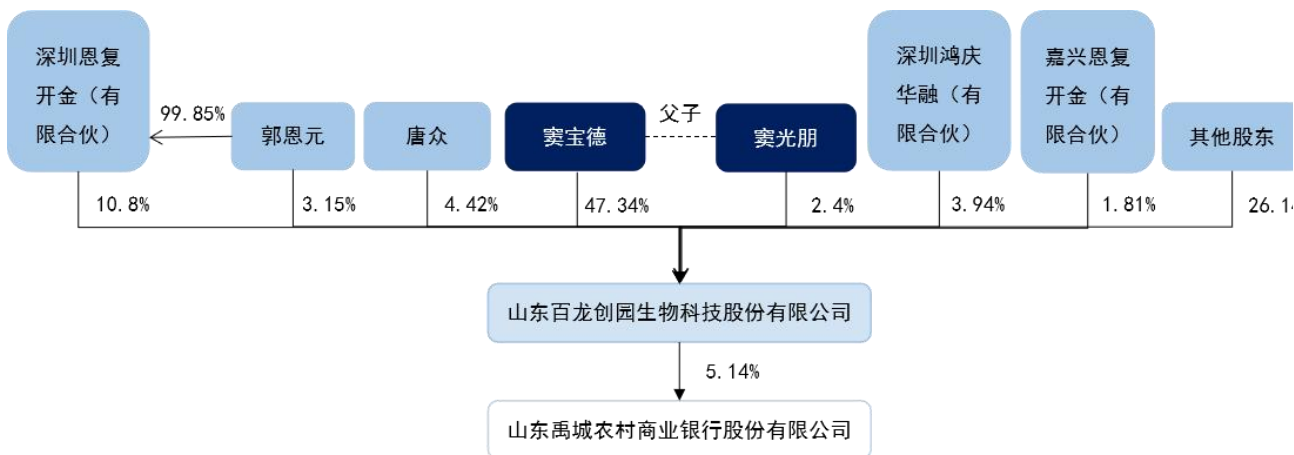 深圳恩复
开金（有
限合伙）
99.85%
郭恩元
唐众
窦宝德
父子
窦光朋
深圳鸿庆
华融（有
限合伙）
嘉兴恩复
开金（有
限合伙）
其他股东
10.8%
3.15%
4.42%
47.34%
2.4%
3.94%
1.81%
26.14
山东百龙创园生物科技股份有限公司
5.14%
山东禹城农村商业银行股份有限公司